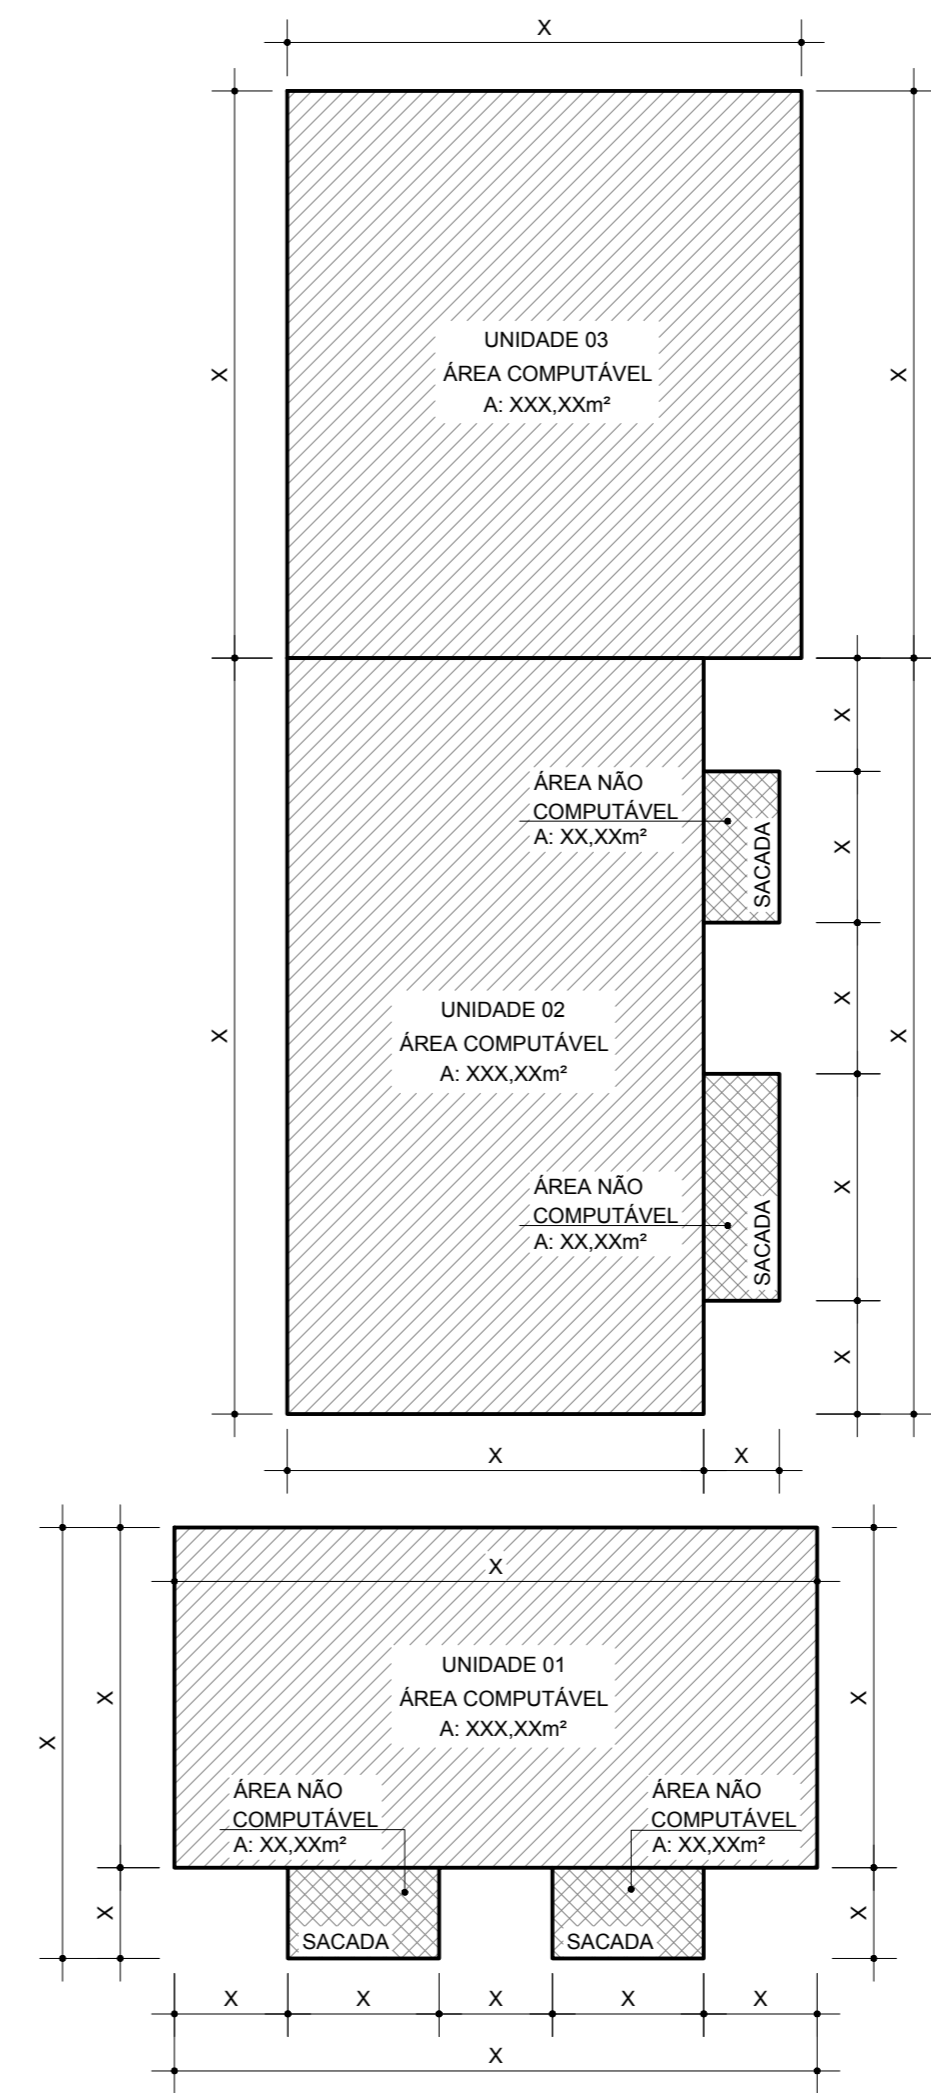 X
X
X
UNIDADE 03
ÁREA COMPUTÁVEL
A: XXX,XXm²
X
ÁREA NÃO
COMPUTÁVEL
A: XX,XXm²
SACADA
X
X
X
X
UNIDADE 02
ÁREA COMPUTÁVEL
A: XXX,XXm²
ÁREA NÃO
COMPUTÁVEL
A: XX,XXm²
SACADA
X
X
X
X
X
UNIDADE 01
ÁREA COMPUTÁVEL
A: XXX,XXm²
X
X
X
ÁREA NÃO
COMPUTÁVEL
A: XX,XXm²
ÁREA NÃO
COMPUTÁVEL
A: XX,XXm²
X
SACADA
SACADA
X
X
X
X
X
X
X